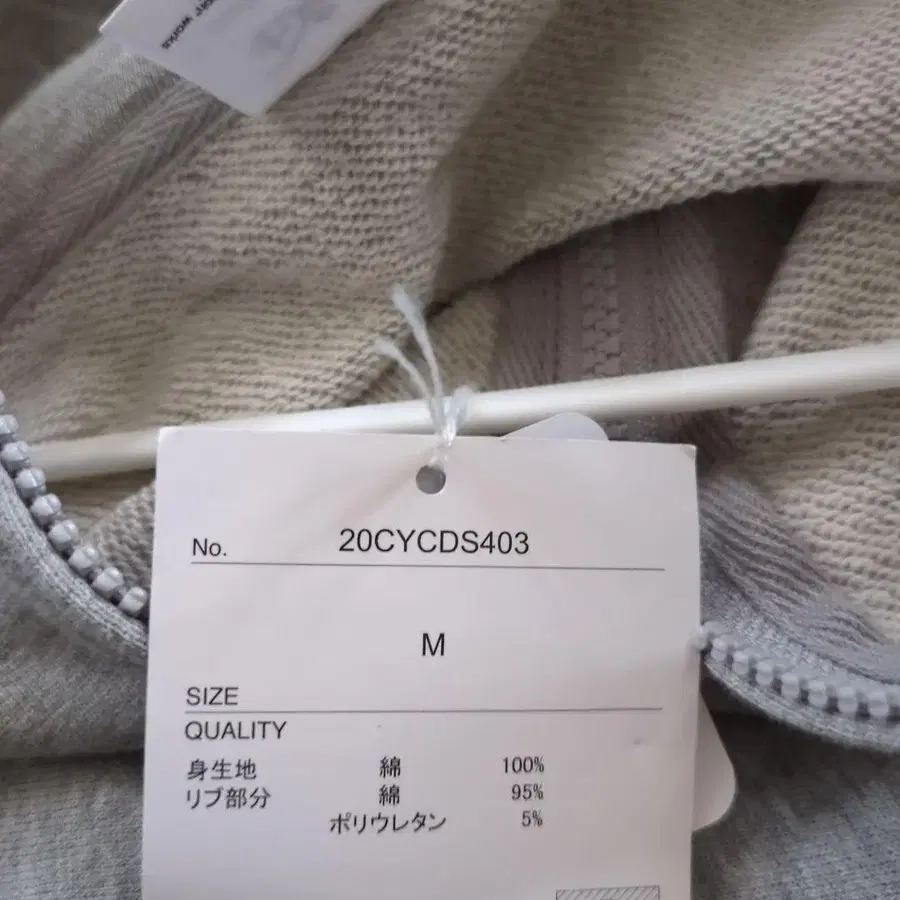 works
No. 20CYCDS403
M
SIZE
QUALITY
身生地 綿 100%
リブ部分 綿 95%
ポリウレタン 5%